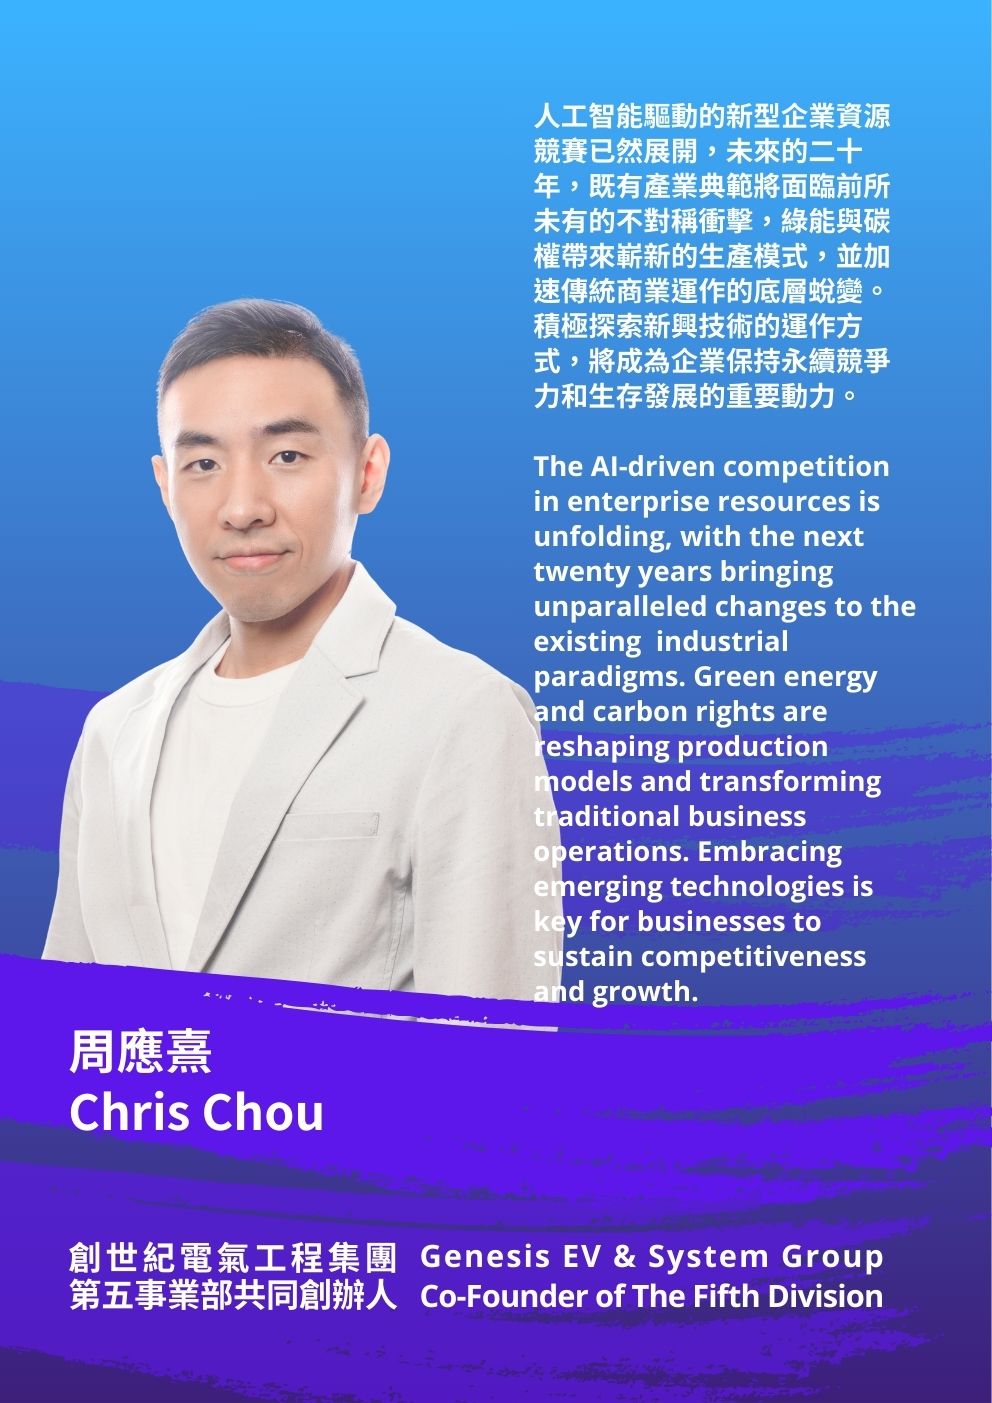 人工智能驅動的新型企業資源
競賽已然展開，未來的二十
年，既有產業典範將面臨前所
未有的不對稱衝擊，綠能與碳
權帶來嶄新的生產模式，並加
速傳統商業運作的底層蛻變。
積極探索新興技術的運作方
式，將成為企業保持永續競爭
力和生存發展的重要動力。
The AI-driven competition
in enterprise resources is
unfolding, with the next
twenty years bringing
unparalleled changes to the
existing  industrial
paradigms. Green energy
and carbon rights are
reshaping production
models and transforming
traditional business
operations. Embracing
emerging technologies is
key for businesses to
sustain competitiveness
and growth.
周應熹
Chris Chou
創世紀電氣工程集團 Genesis EV & System Group
第五事業部共同創辦人 Co-Founder of The Fifth Division